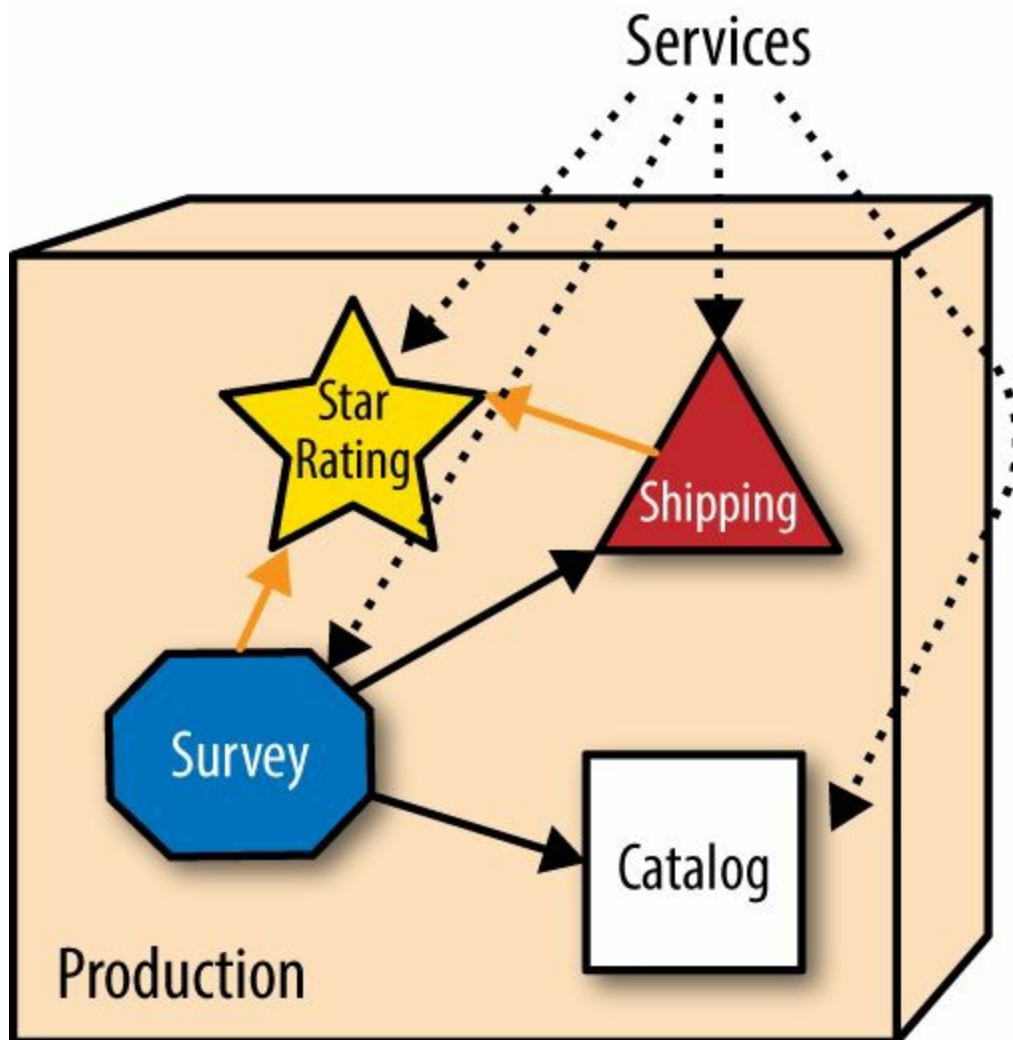 Services
Star
Rating
Shipping
Survey
Catalog
Production